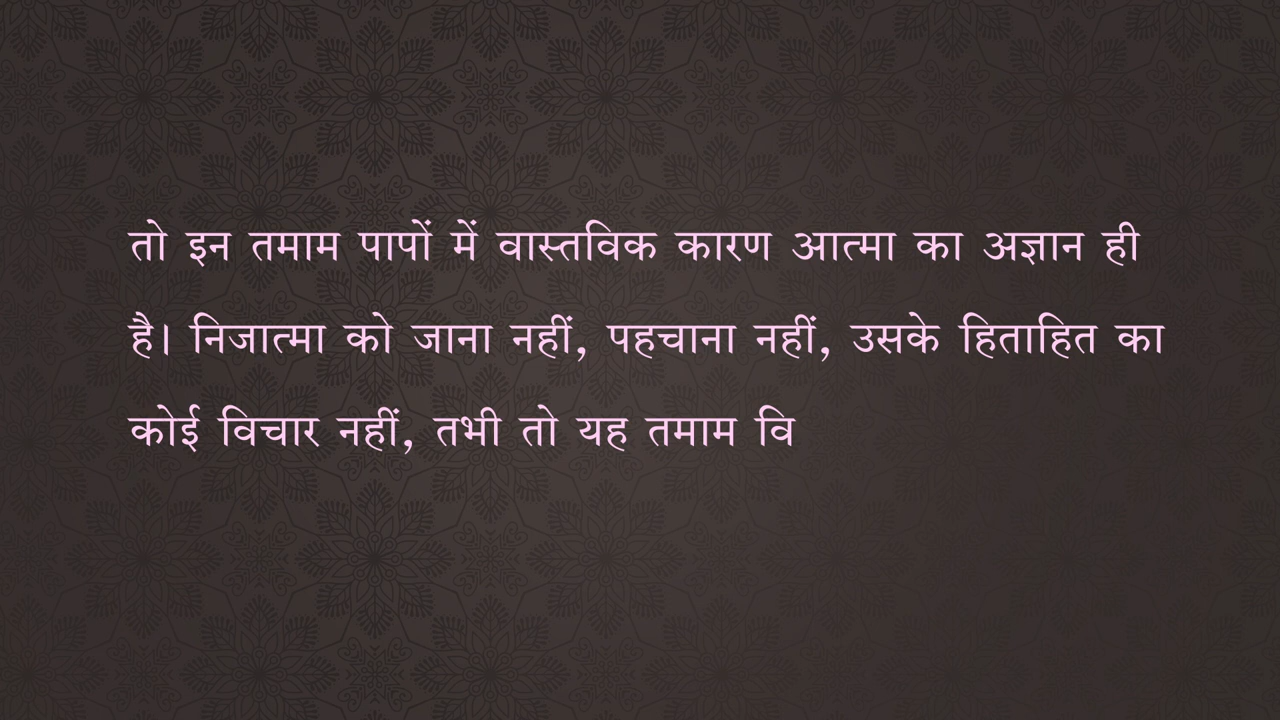 तो इन तमाम पापों में वास्तविक कारण आत्मा का अज्ञान ही
है। निजात्मा को जाना नहीं, पहचाना नहीं, उसके हिताहित का
कोई विचार नहीं, तभी तो यह तमाम वि